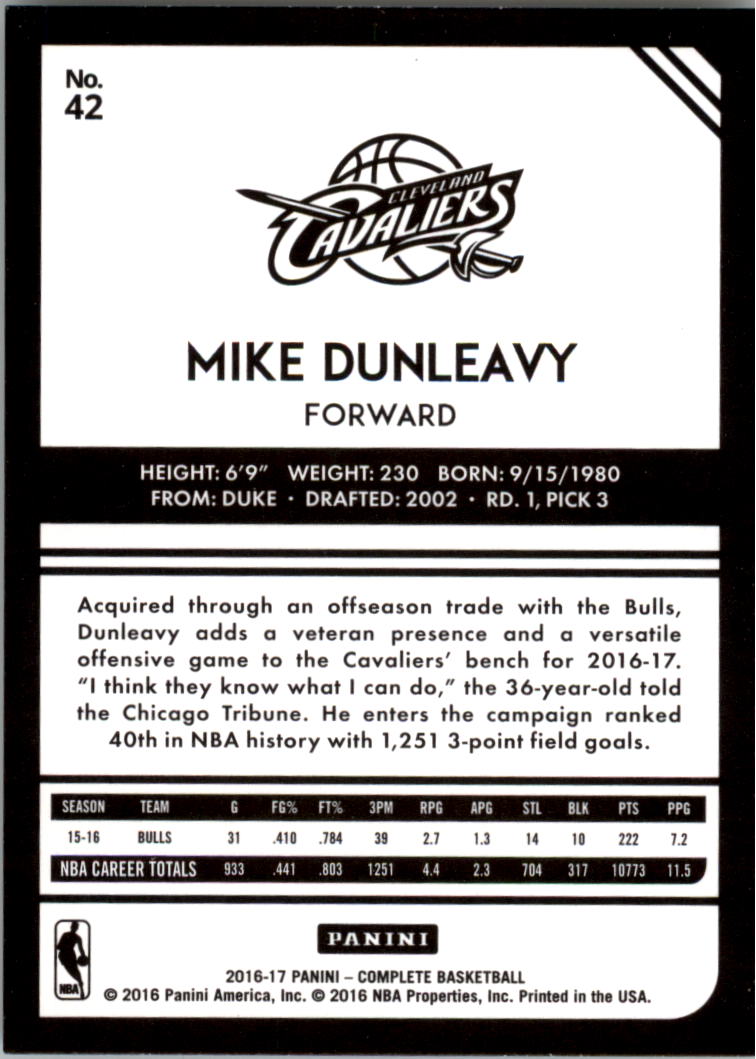 No.
42
CLEVELAND
CAVALIERS
MIKE DUNLEAVY
FORWARD
HEIGHT: 6'9" WEIGHT: 230 BORN: 9/15/1980
FROM: DUKE · DRAFTED: 2002 · RD. 1, PICK 3
Acquired through an offseason trade with the Bulls,
Dunleavy adds a veteran presence and a versatile
offensive game to the Cavaliers' bench for 2016-17.
"I think they know what I can do," the 36-year-old told
the Chicago Tribune. He enters the campaign ranked
40th in NBA history with 1,251 3-point field goals.
SEASON TEAM G FG% FT% 3PM RPG APG STL BLK PTS PPG
15-16 BULLS 31 .410 .784 39 2.7 1.3 14 10 222 7.2
NBA CAREER TOTALS 933 .441 .803 1251 4.4 2.3 704 317 10773 11.5
PANINI
NBA
2016-17 PANINI – COMPLETE BASKETBALL
© 2016 Panini America, Inc. © 2016 NBA Properties, Inc. Printed in the USA.